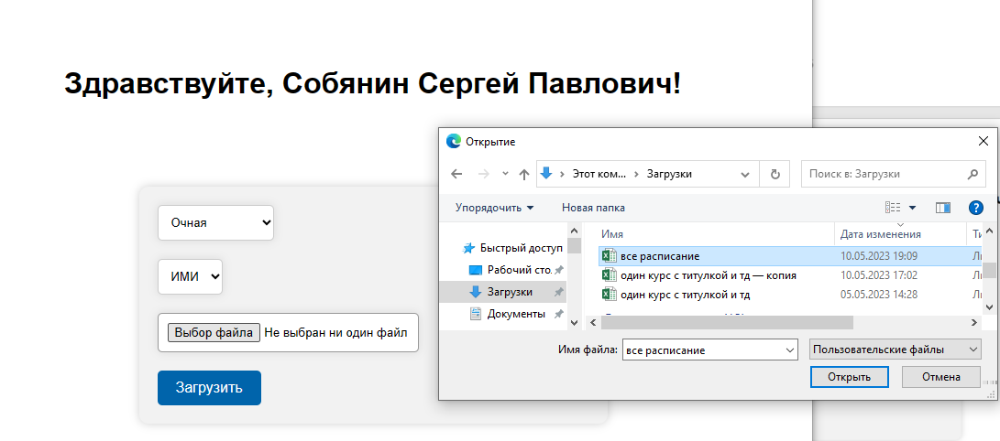 Здравствуйте, Собянин Сергей Павлович!
Очная
ИМИ
Выбор файла Не выбран ни один файл
Загрузить
Открытие
Этот ком... Загрузки
Поиск в: Загрузки
Упорядочить Новая папка
Быстрый доступ
Рабочий сто.
Загрузки
Документы
Имя Дата изменения Ти
все расписание 10.05.2023 19:09 Ли
один курс с титулкой и тд — копия 10.05.2023 17:02 Ли
один курс с титулкой и тд 05.05.2023 14:28 Ли
Имя файла: все расписание Пользовательские файлы
Открыть Отмена